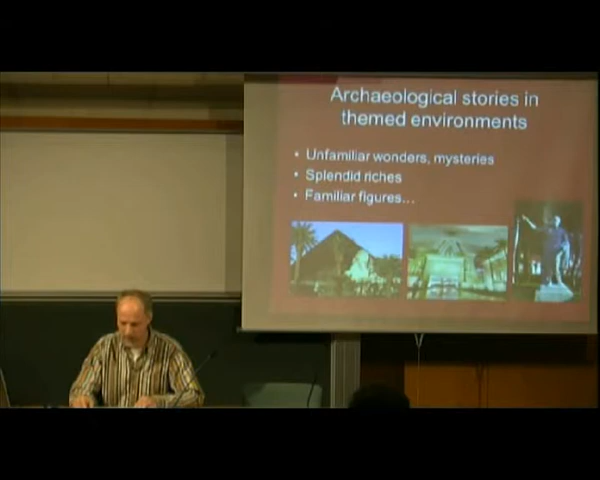 Archaeological stories in
themed environments
• Unfamiliar wonders, mysteries
• Splendid riches
• Familiar figures...